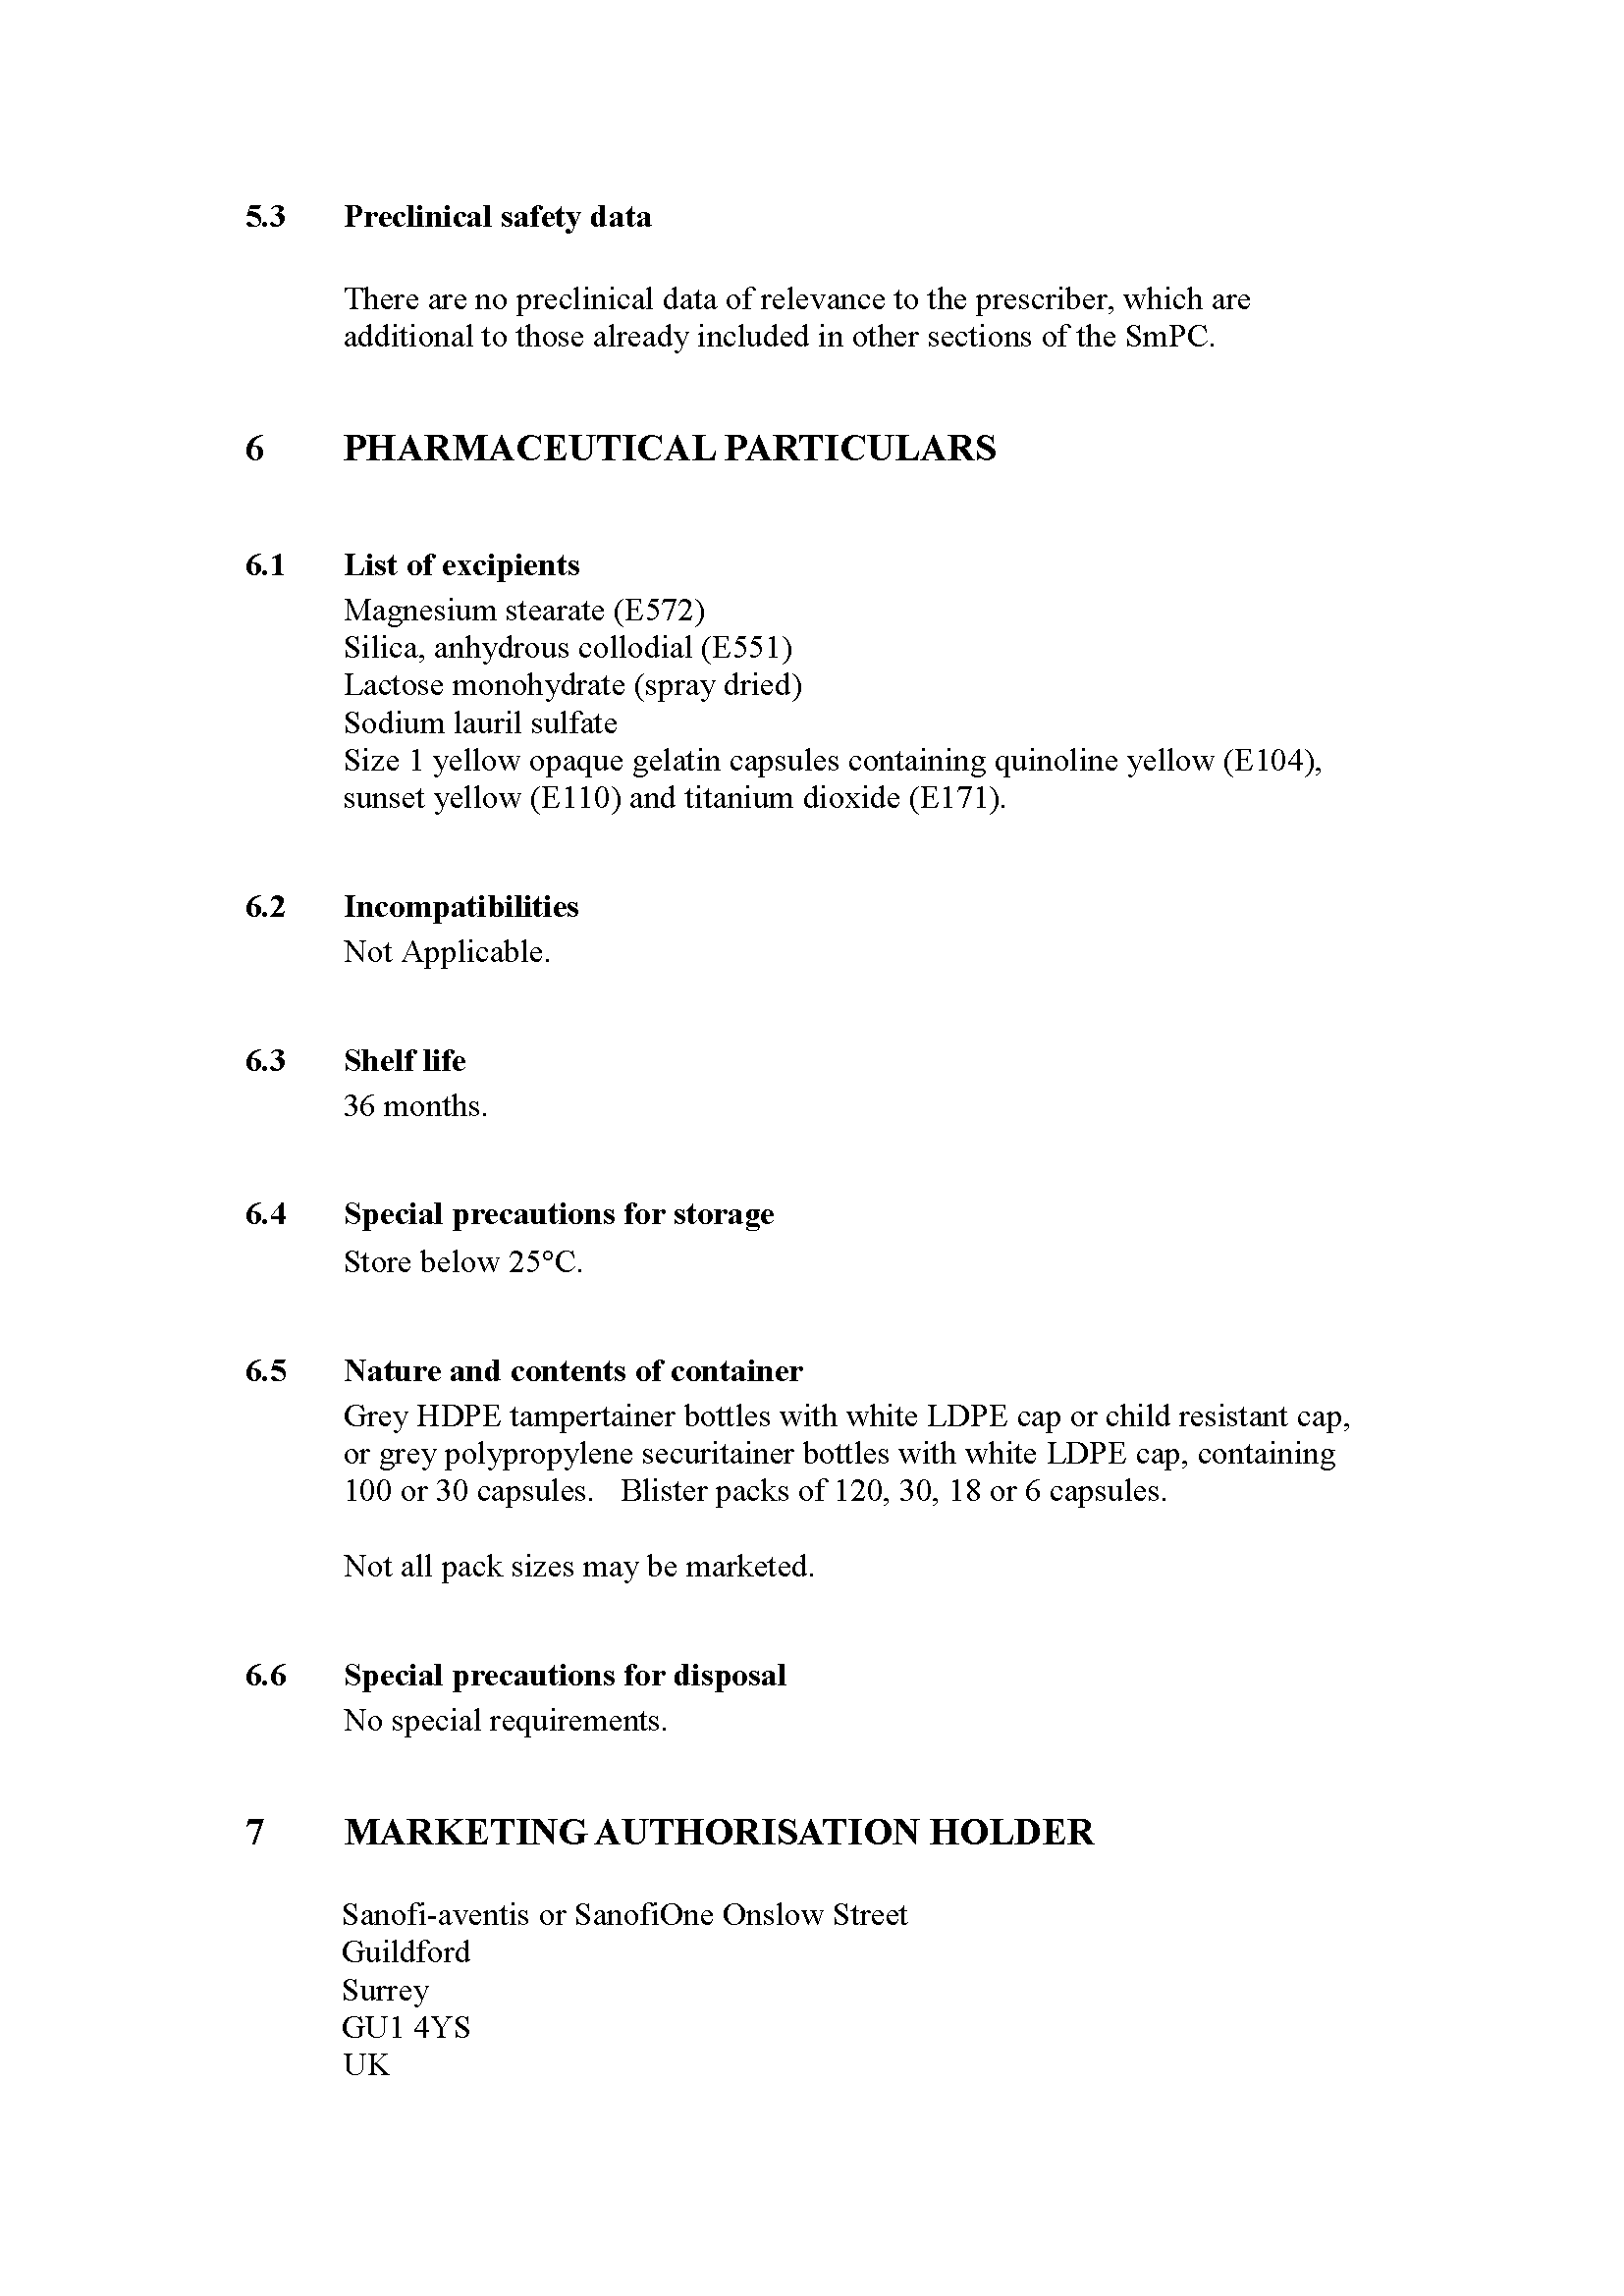 5.3 Preclinical safety data
There are no preclinical data of relevance to the prescriber, which are
additional to those already included in other sections of the SmPC.
6 PHARMACEUTICAL PARTICULARS
6.1 List of excipients
Magnesium stearate (E572)
Silica, anhydrous collodial (E551)
Lactose monohydrate (spray dried)
Sodium lauril sulfate
Size 1 yellow opaque gelatin capsules containing quinoline yellow (E104),
sunset yellow (E110) and titanium dioxide (E171).
6.2 Incompatibilities
Not Applicable.
6.3 Shelf life
36 months.
6.4 Special precautions for storage
Store below 25°C.
6.5 Nature and contents of container
Grey HDPE tampertainer bottles with white LDPE cap or child resistant cap,
or grey polypropylene securitainer bottles with white LDPE cap, containing
100 or 30 capsules. Blister packs of 120, 30, 18 or 6 capsules.
Not all pack sizes may be marketed.
6.6 Special precautions for disposal
No special requirements.
7 MARKETING AUTHORISATION HOLDER
Sanofi-aventis or SanofiOne Onslow Street
Guildford
Surrey
GU1 4YS
UK